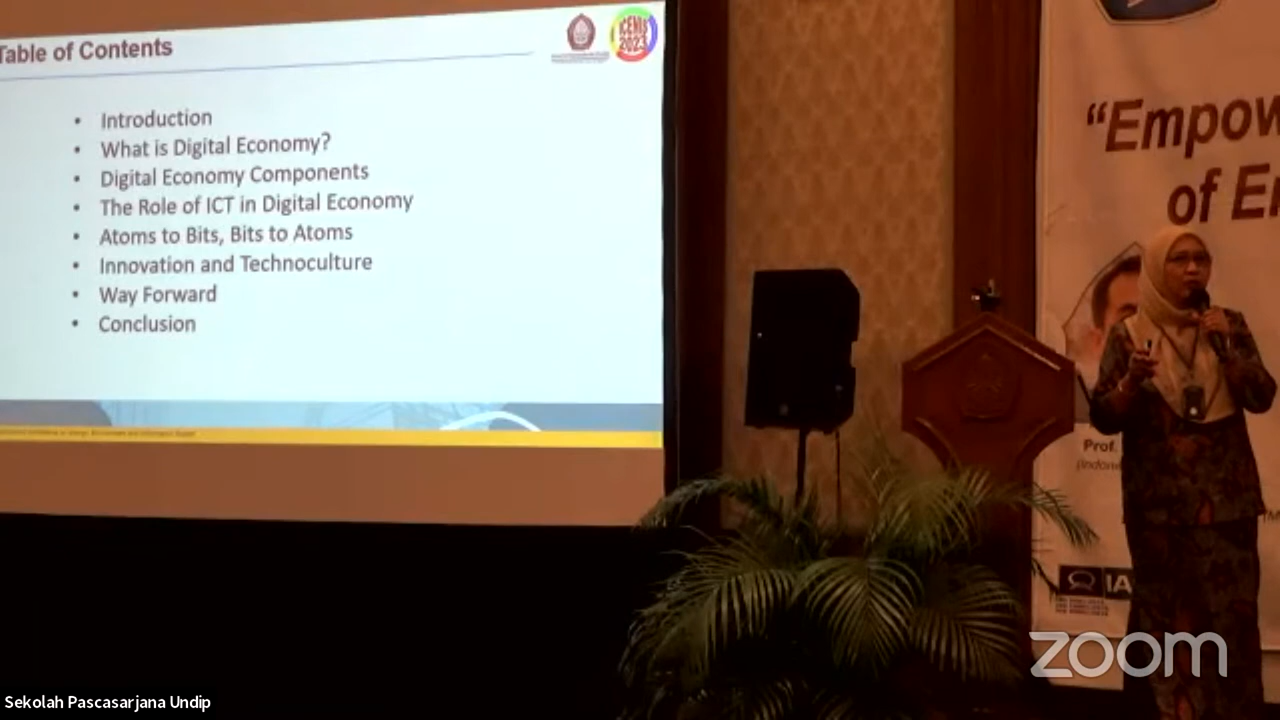 Table of Contents
ICENIS
2023
• Introduction
• What is Digital Economy?
• Digital Economy Components
• The Role of ICT in Digital Economy
• Atoms to Bits, Bits to Atoms
• Innovation and Technoculture
• Way Forward
• Conclusion
“Empow
of E
Prof.
IA
zoom
Sekolah Pascasarjana Undip